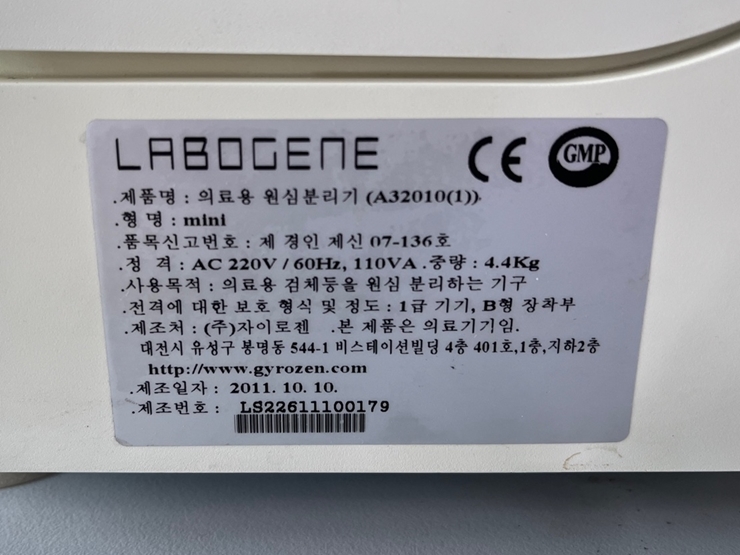 LABOGENE CE GMP
.제품명 : 의료용 원심분리기 (A32010(1)).
.형 명 : mini
.품목신고번호 : 제 경인 제신 07-136호
.정 격 : AC 220V / 60Hz, 110VA .중량 : 4.4Kg
.사용목적 : 의료용 검체등을 원심 분리하는 기구
.전격에 대한 보호 형식 및 정도 : 1급 기기, B형 장착부
.제조처 : (주)자이로젠 .본 제품은 의료기기임.
대전시 유성구 봉명동 544-1 비스테이션빌딩 4층 401호,1층,지하2층
http://www.gyrozen.com
.제조일자 : 2011. 10. 10.
.제조번호 : LS22611100179